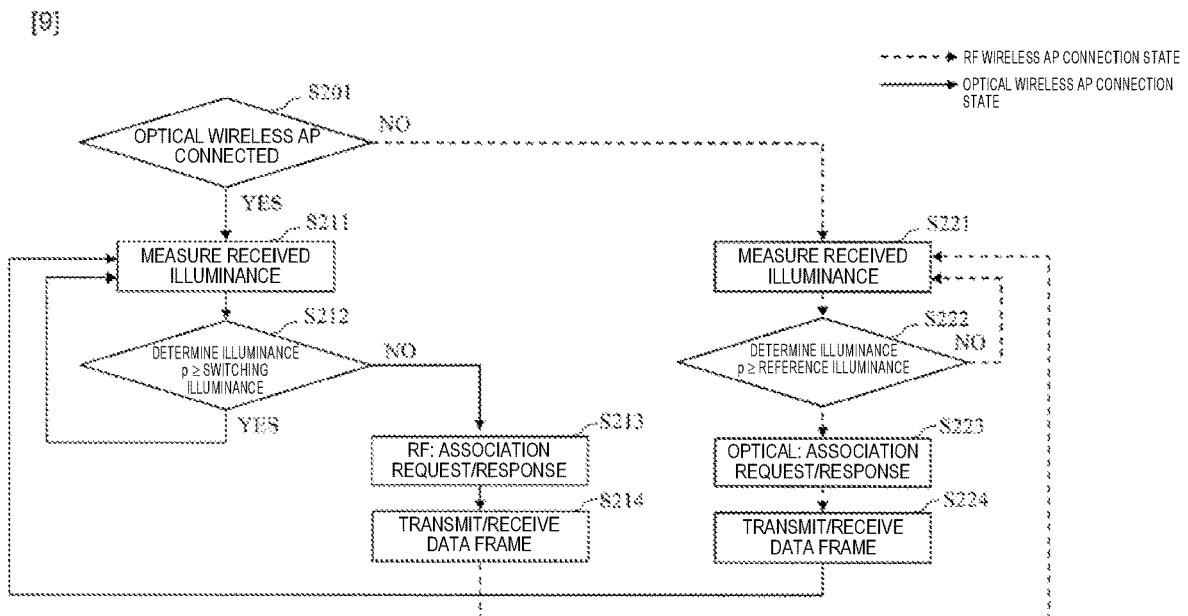 [9]
RF WIRELESS AP CONNECTION STATE
OPTICAL WIRELESS AP CONNECTION
STATE
S201
OPTICAL WIRELESS AP
CONNECTED
NO
YES
S211
MEASURE RECEIVED
ILLUMINANCE
S221
MEASURE RECEIVED
ILLUMINANCE
S212
DETERMINE ILLUMINANCE
p ≥ SWITCHING
ILLUMINANCE
NO
YES
S222
DETERMINE ILLUMINANCE
p ≥ REFERENCE ILLUMINANCE
NO
S213
RF: ASSOCIATION
REQUEST/RESPONSE
S223
OPTICAL: ASSOCIATION
REQUEST/RESPONSE
S214
TRANSMIT/RECEIVE
DATA FRAME
S224
TRANSMIT/RECEIVE
DATA FRAME